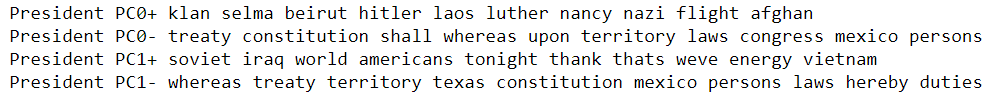 President PC0+ klan selma beirut hitler laos luther nancy nazi flight afghan
President PC0- treaty constitution shall whereas upon territory laws congress mexico persons
President PC1+ soviet iraq world americans tonight thank thats weve energy vietnam
President PC1- whereas treaty territory texas constitution mexico persons laws hereby duties